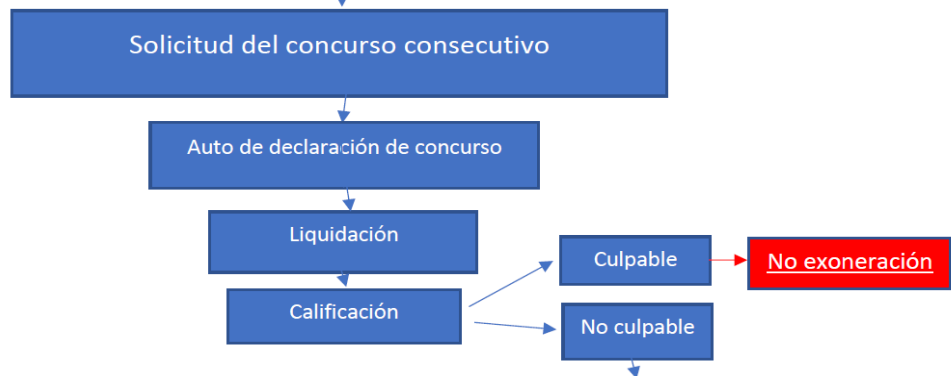 Solicitud del concurso consecutivo
Auto de declaración de concurso
Liquidación
Culpable
No exoneración
Calificación
No culpable